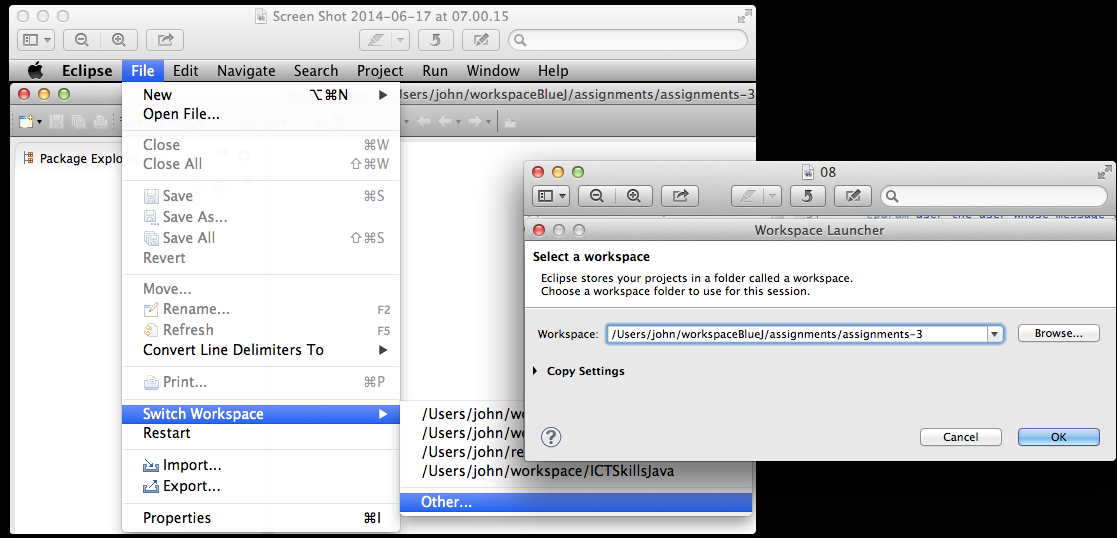 Screen Shot 2014-06-17 at 07.00.15
Eclipse File Edit Navigate Search Project Run Window Help
sers/john/workspaceBlueJ/assignments/assignments-3
New ⌥⌘N
Open File...
Package Explo
Close ⌘W
Close All ⇧⌘W
Save ⌘S
Save As...
Save All ⇧⌘S
Revert
Move...
Rename... F2
Refresh F5
Convert Line Delimiters To
Print... ⌘P
Switch Workspace
Restart
Import...
Export...
Properties ⌘I
/Users/john/wo
/Users/john/wo
/Users/john/re
/Users/john/workspace/ICTSkillsJava
Other...
08
@param user the user whose message
Workspace Launcher
Select a workspace
Eclipse stores your projects in a folder called a workspace.
Choose a workspace folder to use for this session.
Workspace: /Users/john/workspaceBlueJ/assignments/assignments-3 Browse...
Copy Settings
? Cancel OK